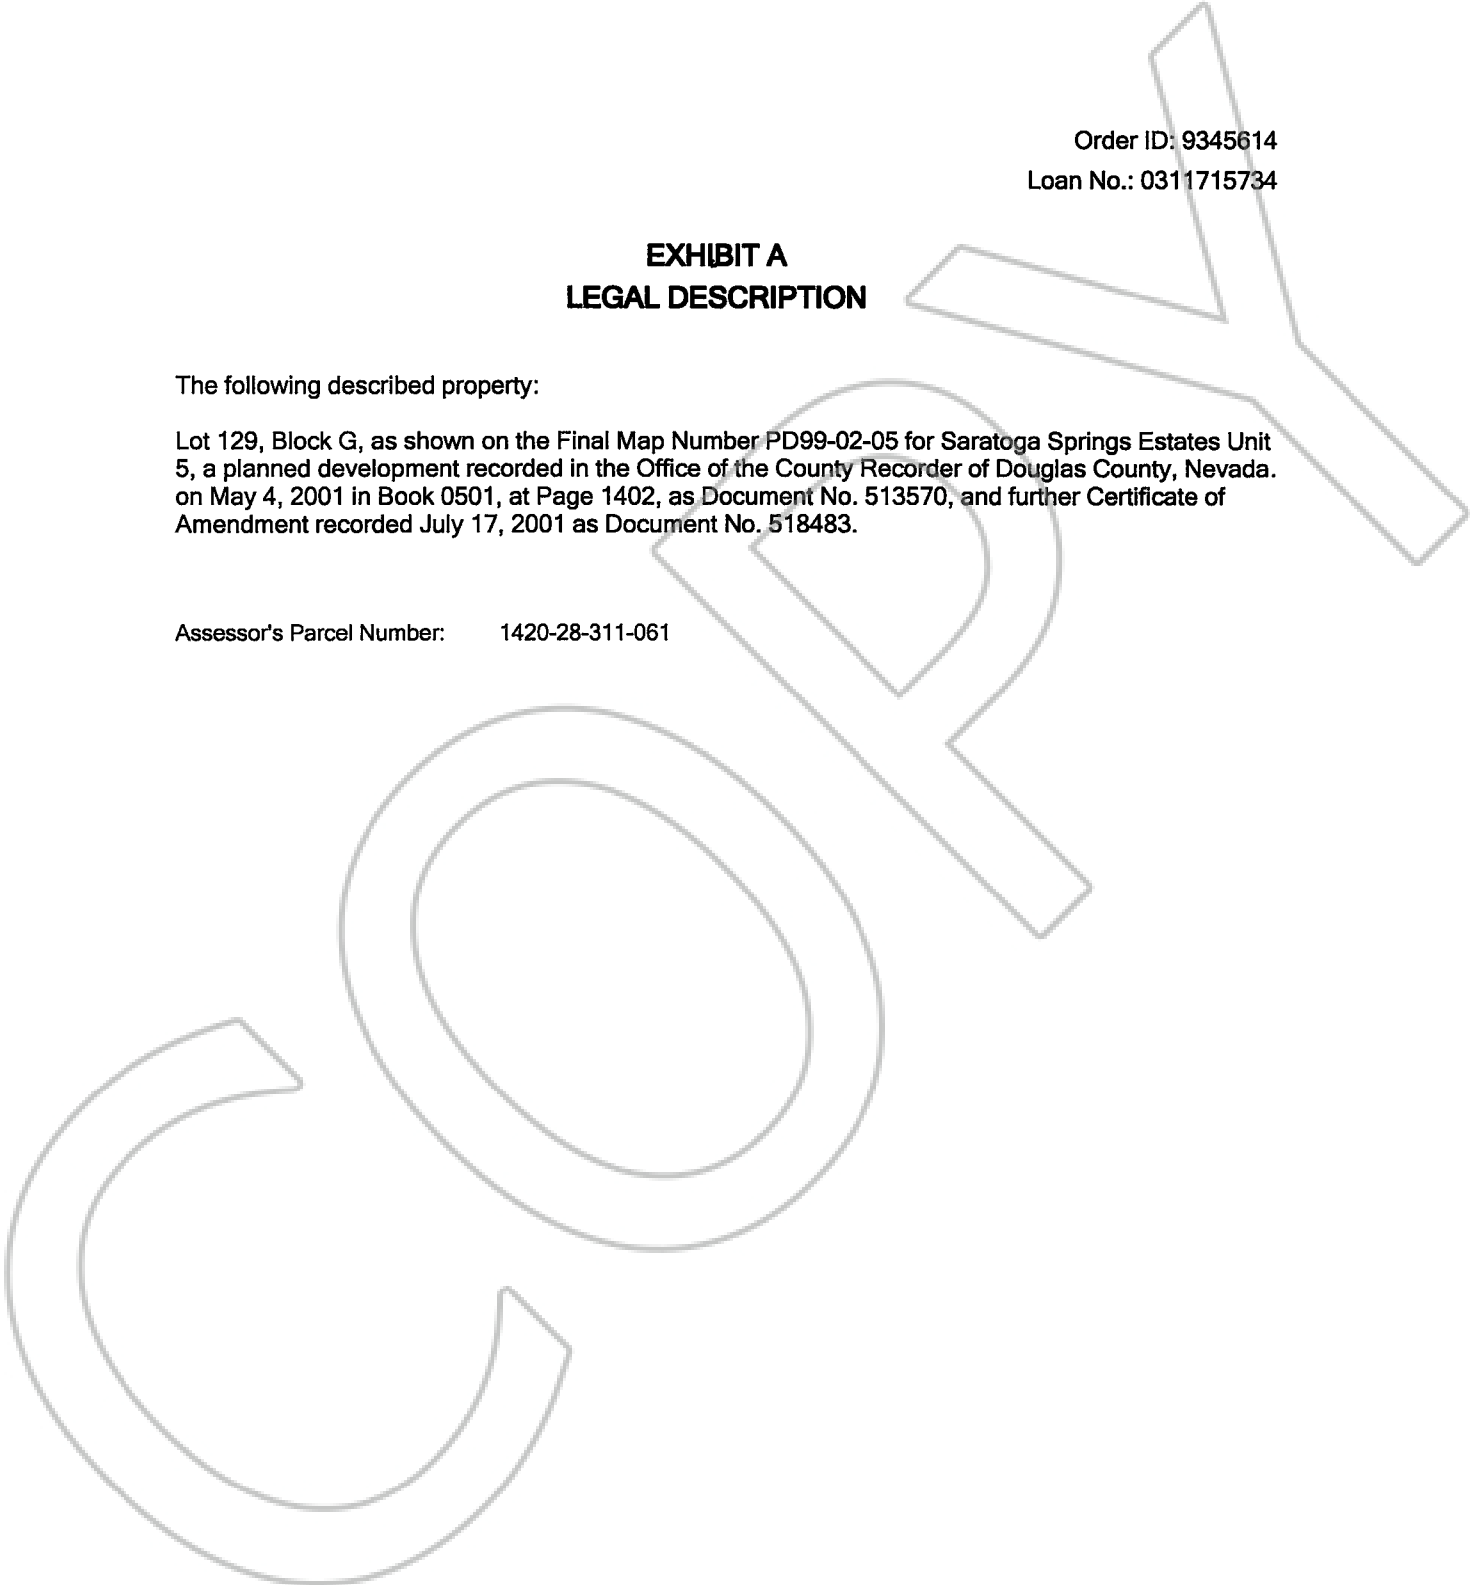 Order ID: 9345614
Loan No.: 0311715734
EXHIBIT A
LEGAL DESCRIPTION
The following described property:
Lot 129, Block G, as shown on the Final Map Number PD99-02-05 for Saratoga Springs Estates Unit
5, a planned development recorded in the Office of the County Recorder of Douglas County, Nevada.
on May 4, 2001 in Book 0501, at Page 1402, as Document No. 513570, and further Certificate of
Amendment recorded July 17, 2001 as Document No. 518483.
Assessor's Parcel Number: 1420-28-311-061
COPY